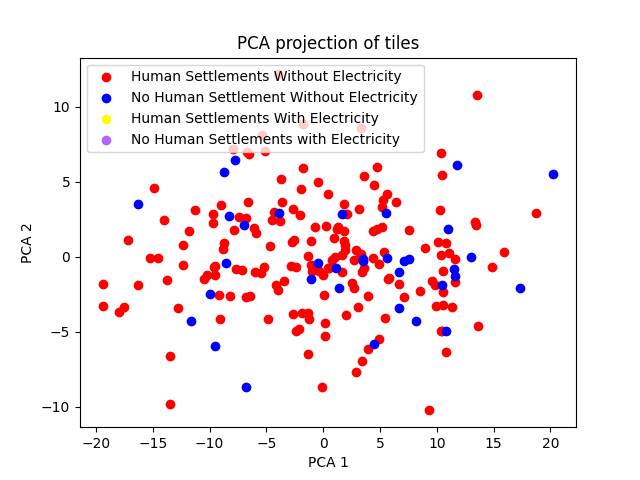 PCA projection of tiles
Human Settlements Without Electricity
No Human Settlement Without Electricity
Human Settlements With Electricity
No Human Settlements with Electricity
10
5
0
−5
−10
PCA 2
−20 −15 −10 −5 0 5 10 15 20
PCA 1